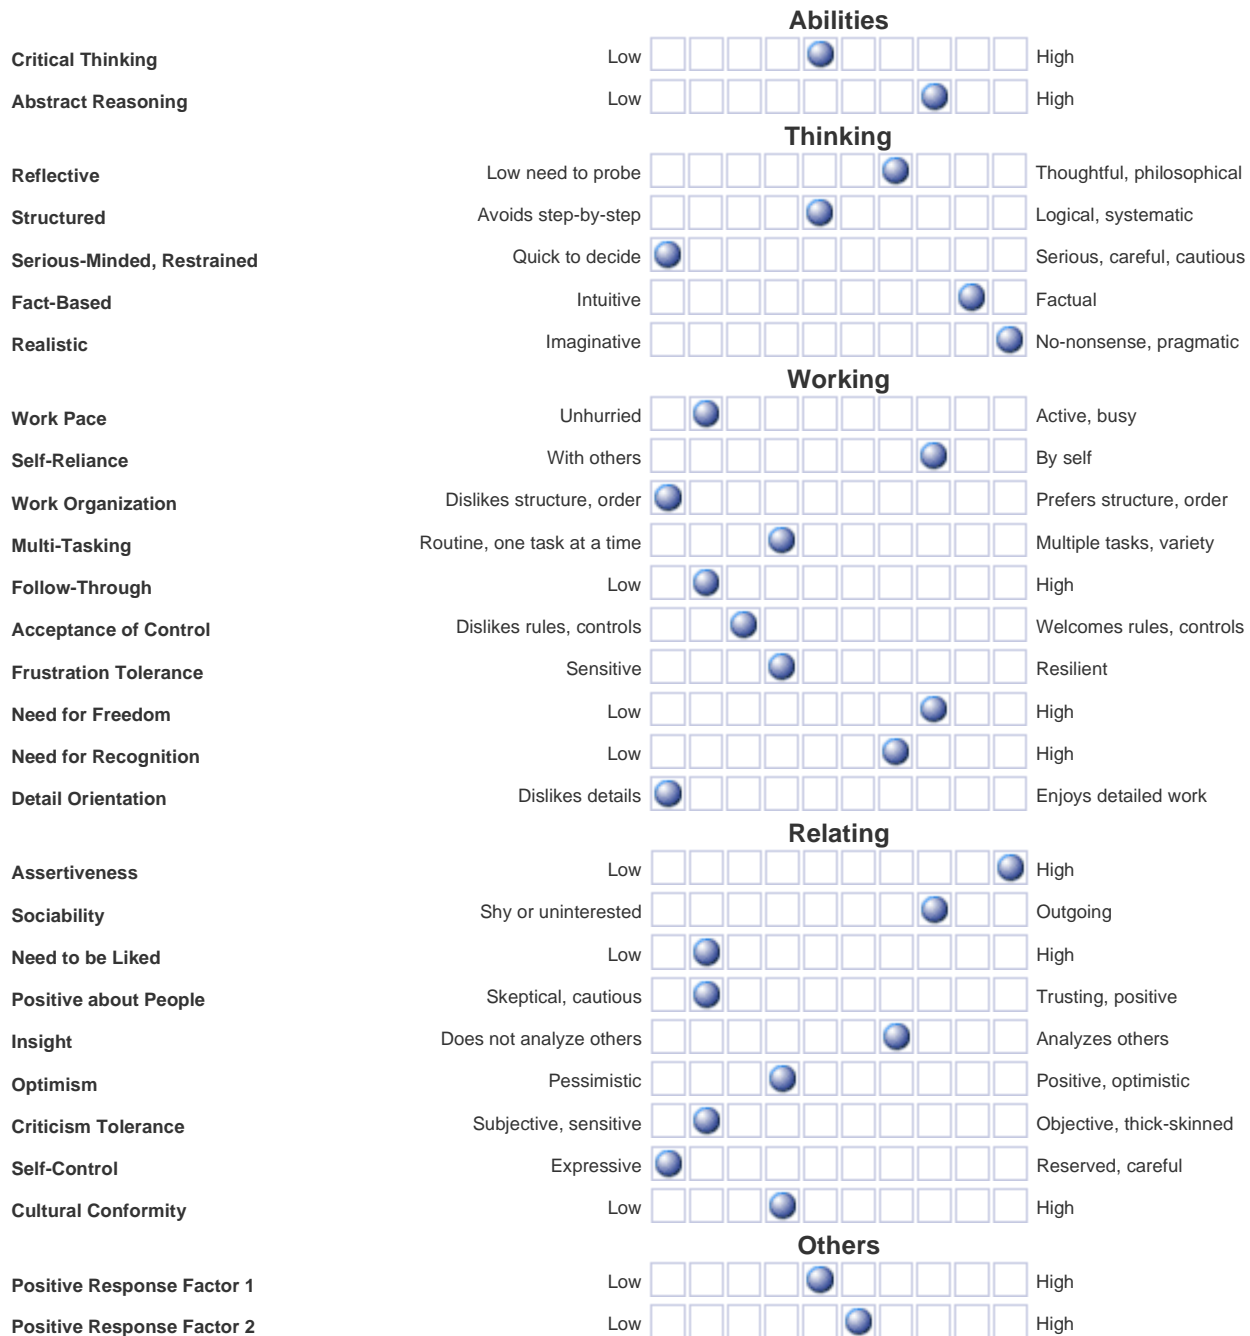 Abilities
Critical Thinking Low High
Abstract Reasoning Low High
Thinking
Reflective Low need to probe Thoughtful, philosophical
Structured Avoids step-by-step Logical, systematic
Serious-Minded, Restrained Quick to decide Serious, careful, cautious
Fact-Based Intuitive Factual
Realistic Imaginative No-nonsense, pragmatic
Working
Work Pace Unhurried Active, busy
Self-Reliance With others By self
Work Organization Dislikes structure, order Prefers structure, order
Multi-Tasking Routine, one task at a time Multiple tasks, variety
Follow-Through Low High
Acceptance of Control Dislikes rules, controls Welcomes rules, controls
Frustration Tolerance Sensitive Resilient
Need for Freedom Low High
Need for Recognition Low High
Detail Orientation Dislikes details Enjoys detailed work
Relating
Assertiveness Low High
Sociability Shy or uninterested Outgoing
Need to be Liked Low High
Positive about People Skeptical, cautious Trusting, positive
Insight Does not analyze others Analyzes others
Optimism Pessimistic Positive, optimistic
Criticism Tolerance Subjective, sensitive Objective, thick-skinned
Self-Control Expressive Reserved, careful
Cultural Conformity Low High
Others
Positive Response Factor 1 Low High
Positive Response Factor 2 Low High